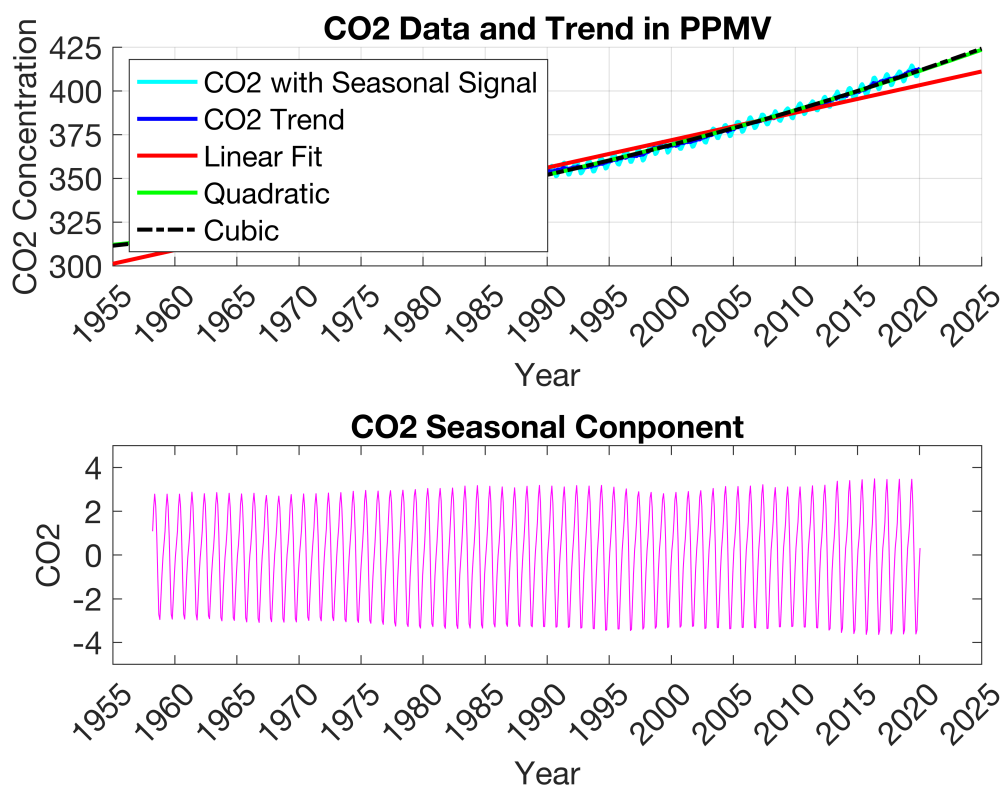 CO2 Data and Trend in PPMV
CO2 Concentration
425
400
375
350
325
300
CO2 with Seasonal Signal
CO2 Trend
Linear Fit
Quadratic
Cubic
1955 1960 1965 1970 1975 1980 1985 1990 1995 2000 2005 2010 2015 2020 2025
Year
CO2 Seasonal Conponent
CO2
4
2
0
-2
-4
1955 1960 1965 1970 1975 1980 1985 1990 1995 2000 2005 2010 2015 2020 2025
Year